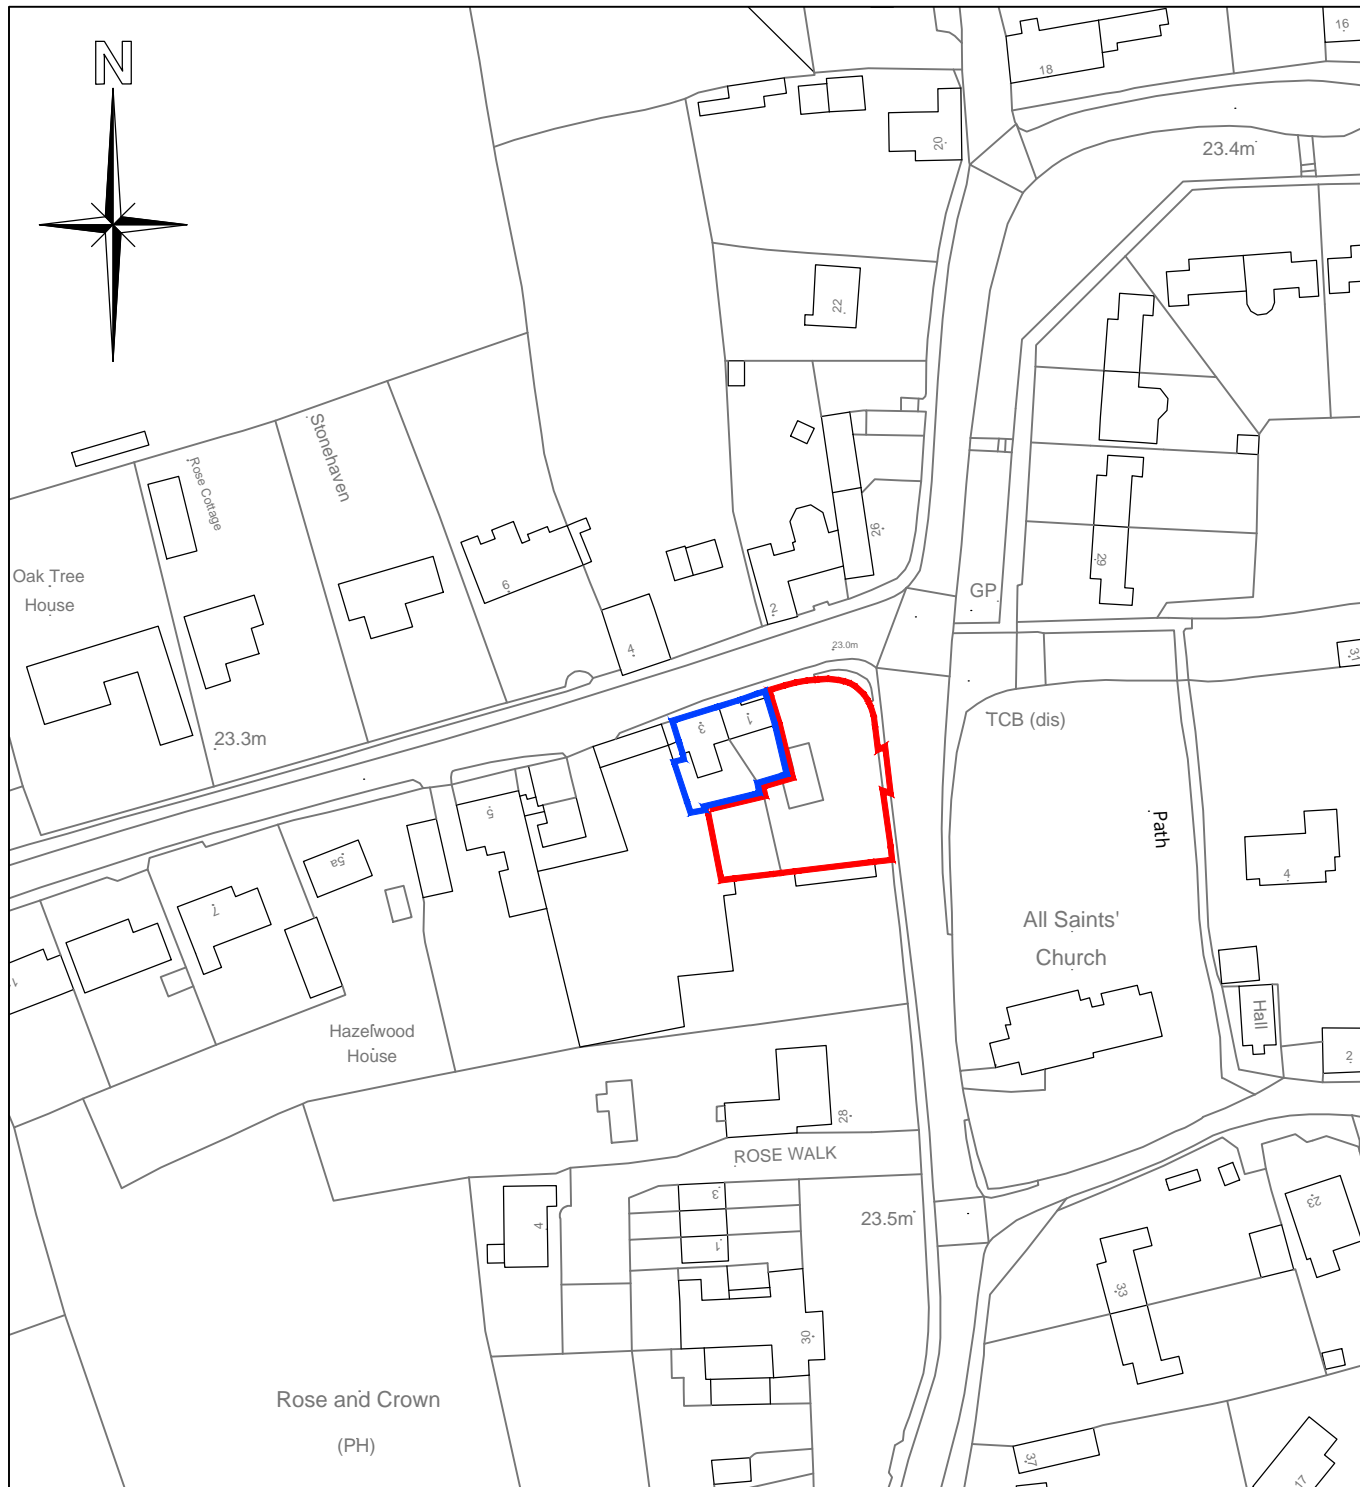 N
16
18
23.4m
20
22
Stonehaven
Rose Cottage
26
29
Oak Tree
House
6
GP
2
4
23.0m
31
1
3
TCB (dis)
23.3m
5
Path
5a
4
7
All Saints'
Church
Hall
Hazelwood
House
2
28
ROSE WALK
3
4
23.5m
23
1
33
30
Rose and Crown
(PH)
37
17